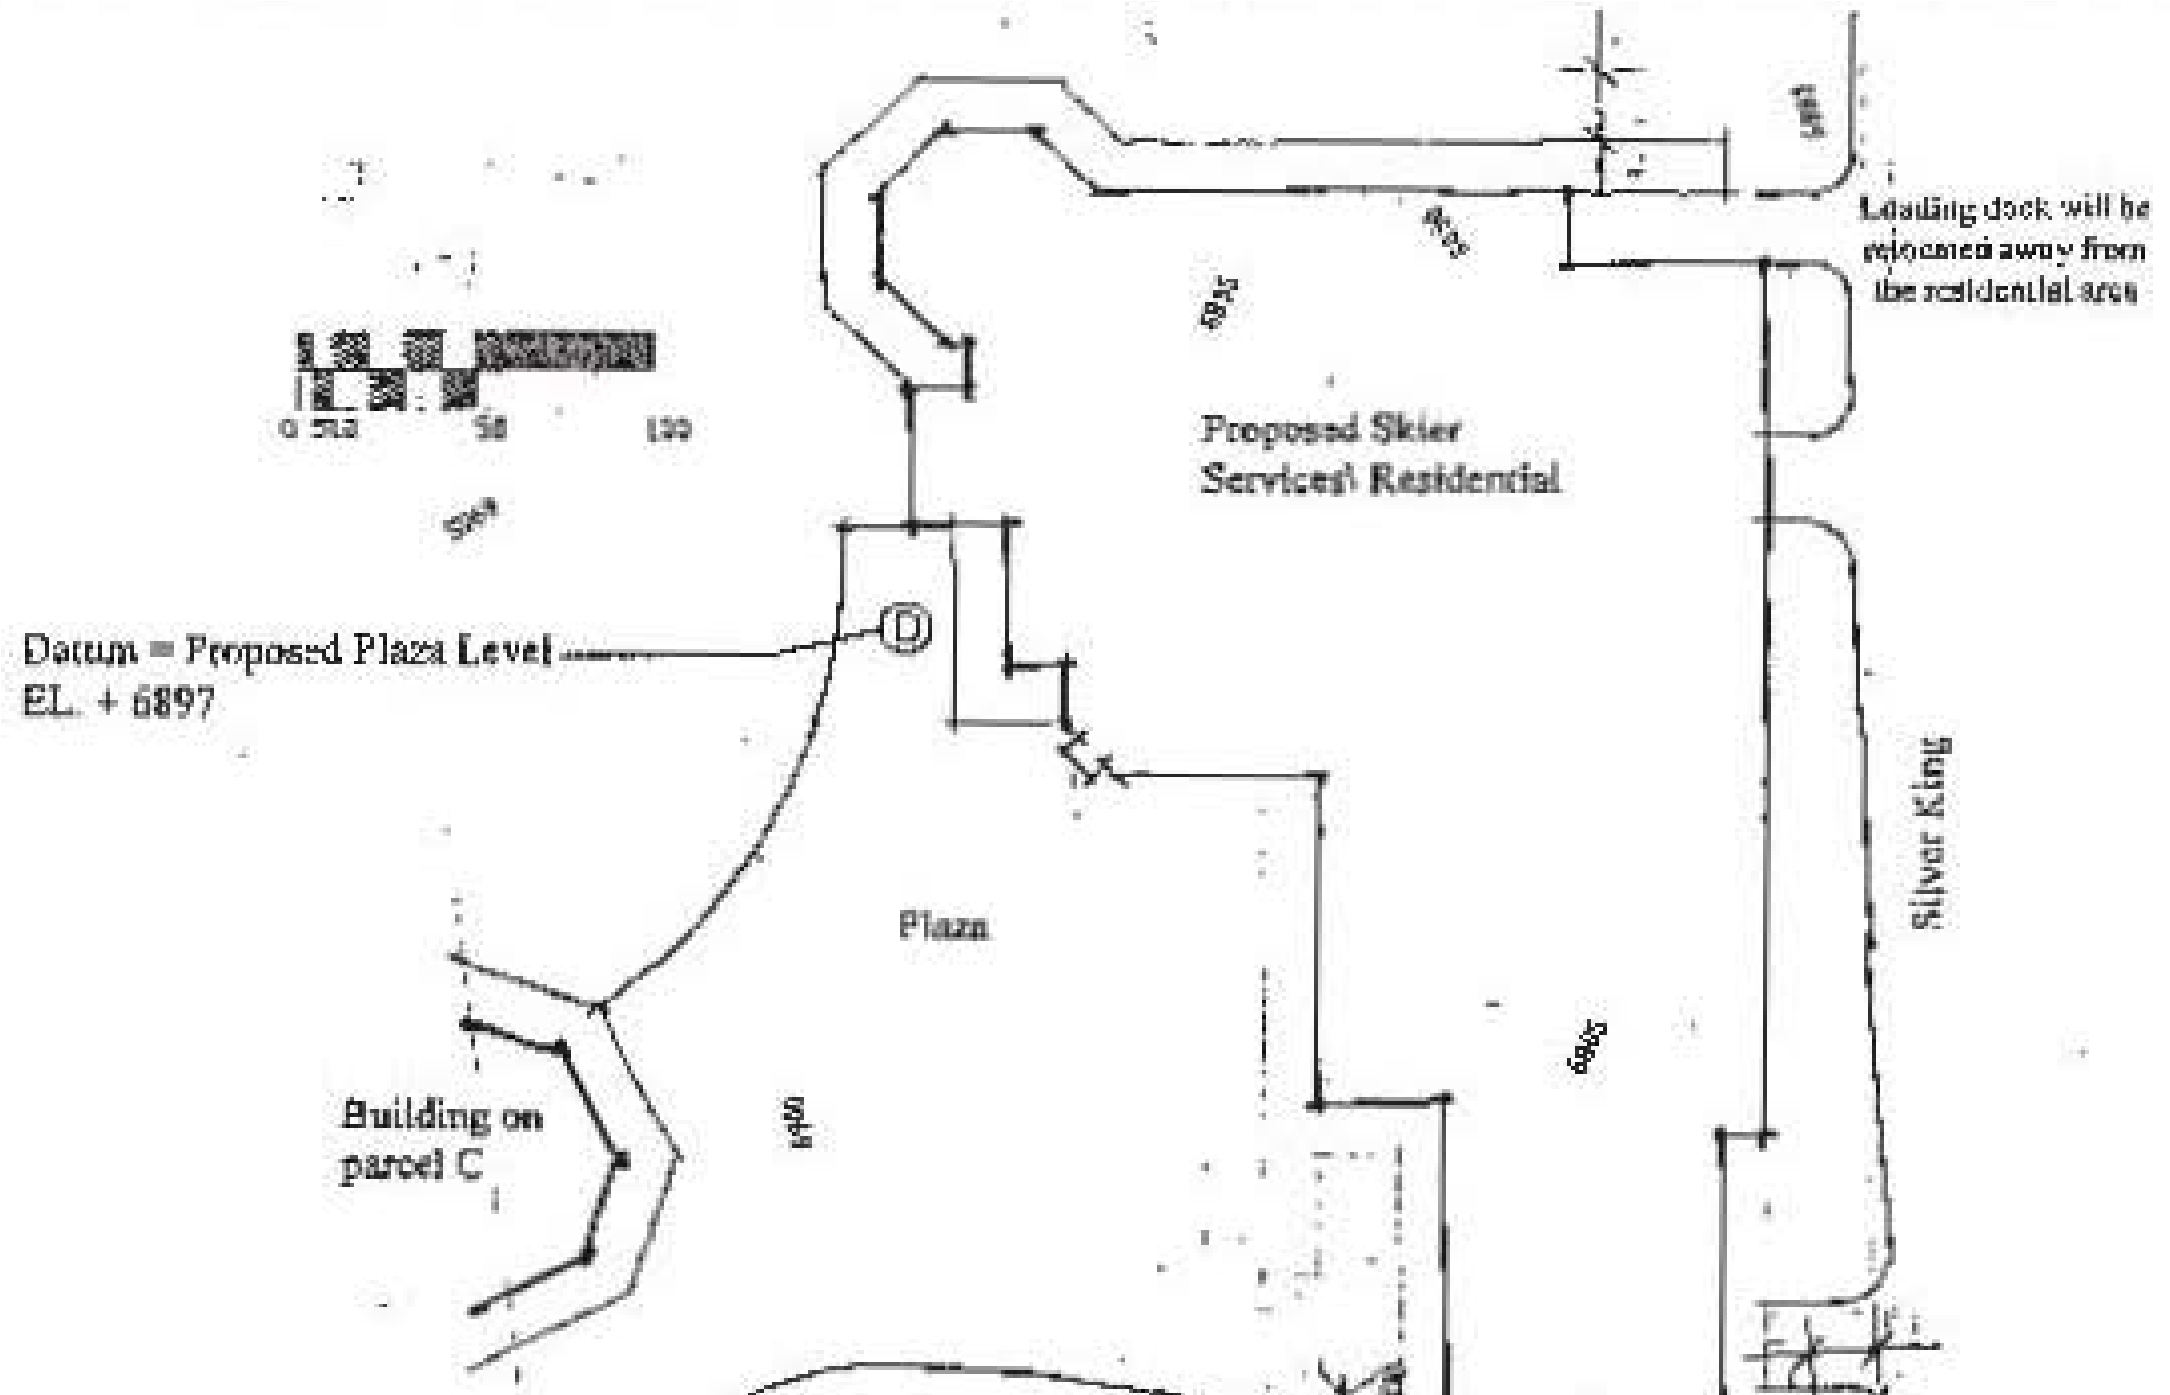 Loading dock will be
relocated away from
the residential area
0
50
100
Proposed Skier
Services\ Residential
Datum = Proposed Plaza Level
EL. + 6897
D
Silver King
Plaza
6905
Building on
parcel C